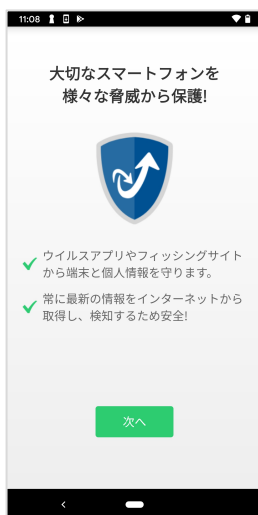 11:08
大切なスマートフォンを
様々な脅威から保護!
ウイルスアプリやフィッシングサイト
から端末と個人情報を守ります。
常に最新の情報をインターネットから
取得し、検知するため安全!
次へ